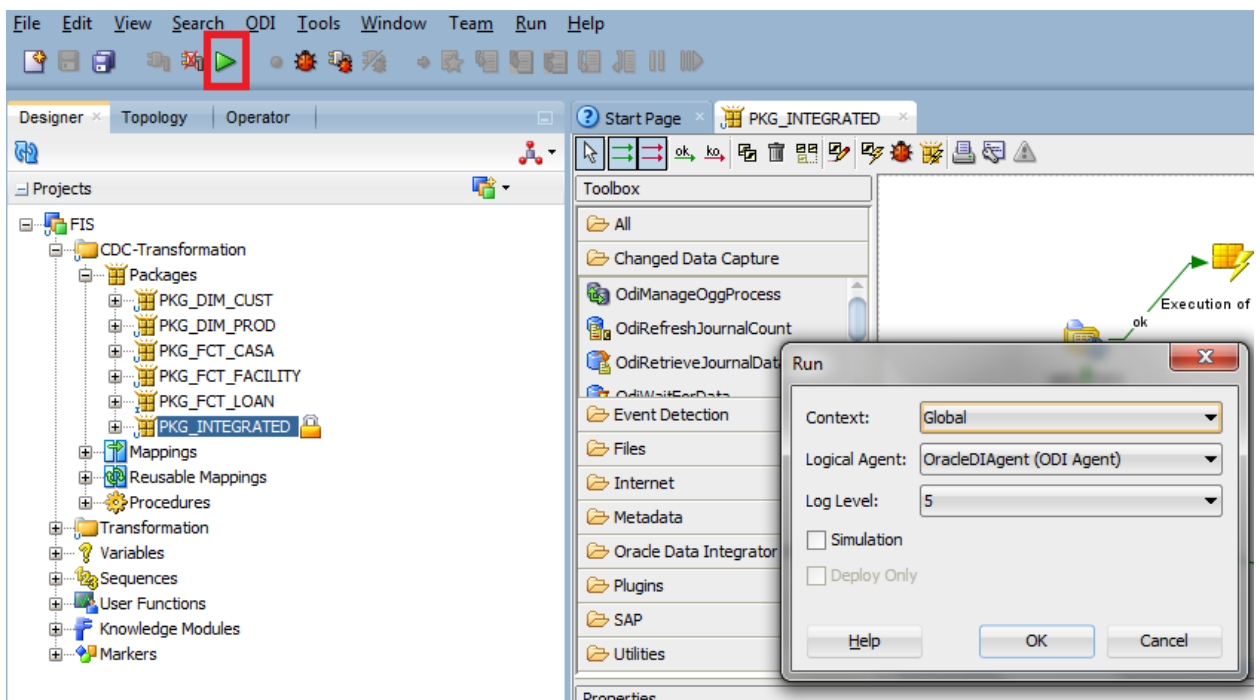 File Edit View Search ODI Tools Window Team Run Help
Designer Topology Operator
Projects
FIS
CDC-Transformation
Packages
PKG_DIM_CUST
PKG_DIM_PROD
PKG_FCT_CASA
PKG_FCT_FACILITY
PKG_FCT_LOAN
PKG_INTEGRATED
Mappings
Reusable Mappings
Procedures
Transformation
Variables
Sequences
User Functions
Knowledge Modules
Markers
Start Page PKG_INTEGRATED
ok ko
Toolbox
All
Changed Data Capture
OdiManageOggProcess
OdiRefreshJournalCount
OdiRetrieveJournalData
OdiWaitForData
Event Detection
Files
Internet
Metadata
Oracle Data Integrator
Plugins
SAP
Utilities
Properties
Execution of
ok
Run
Context: Global
Logical Agent: OracleDIAgent (ODI Agent)
Log Level: 5
Simulation
Deploy Only
Help OK Cancel